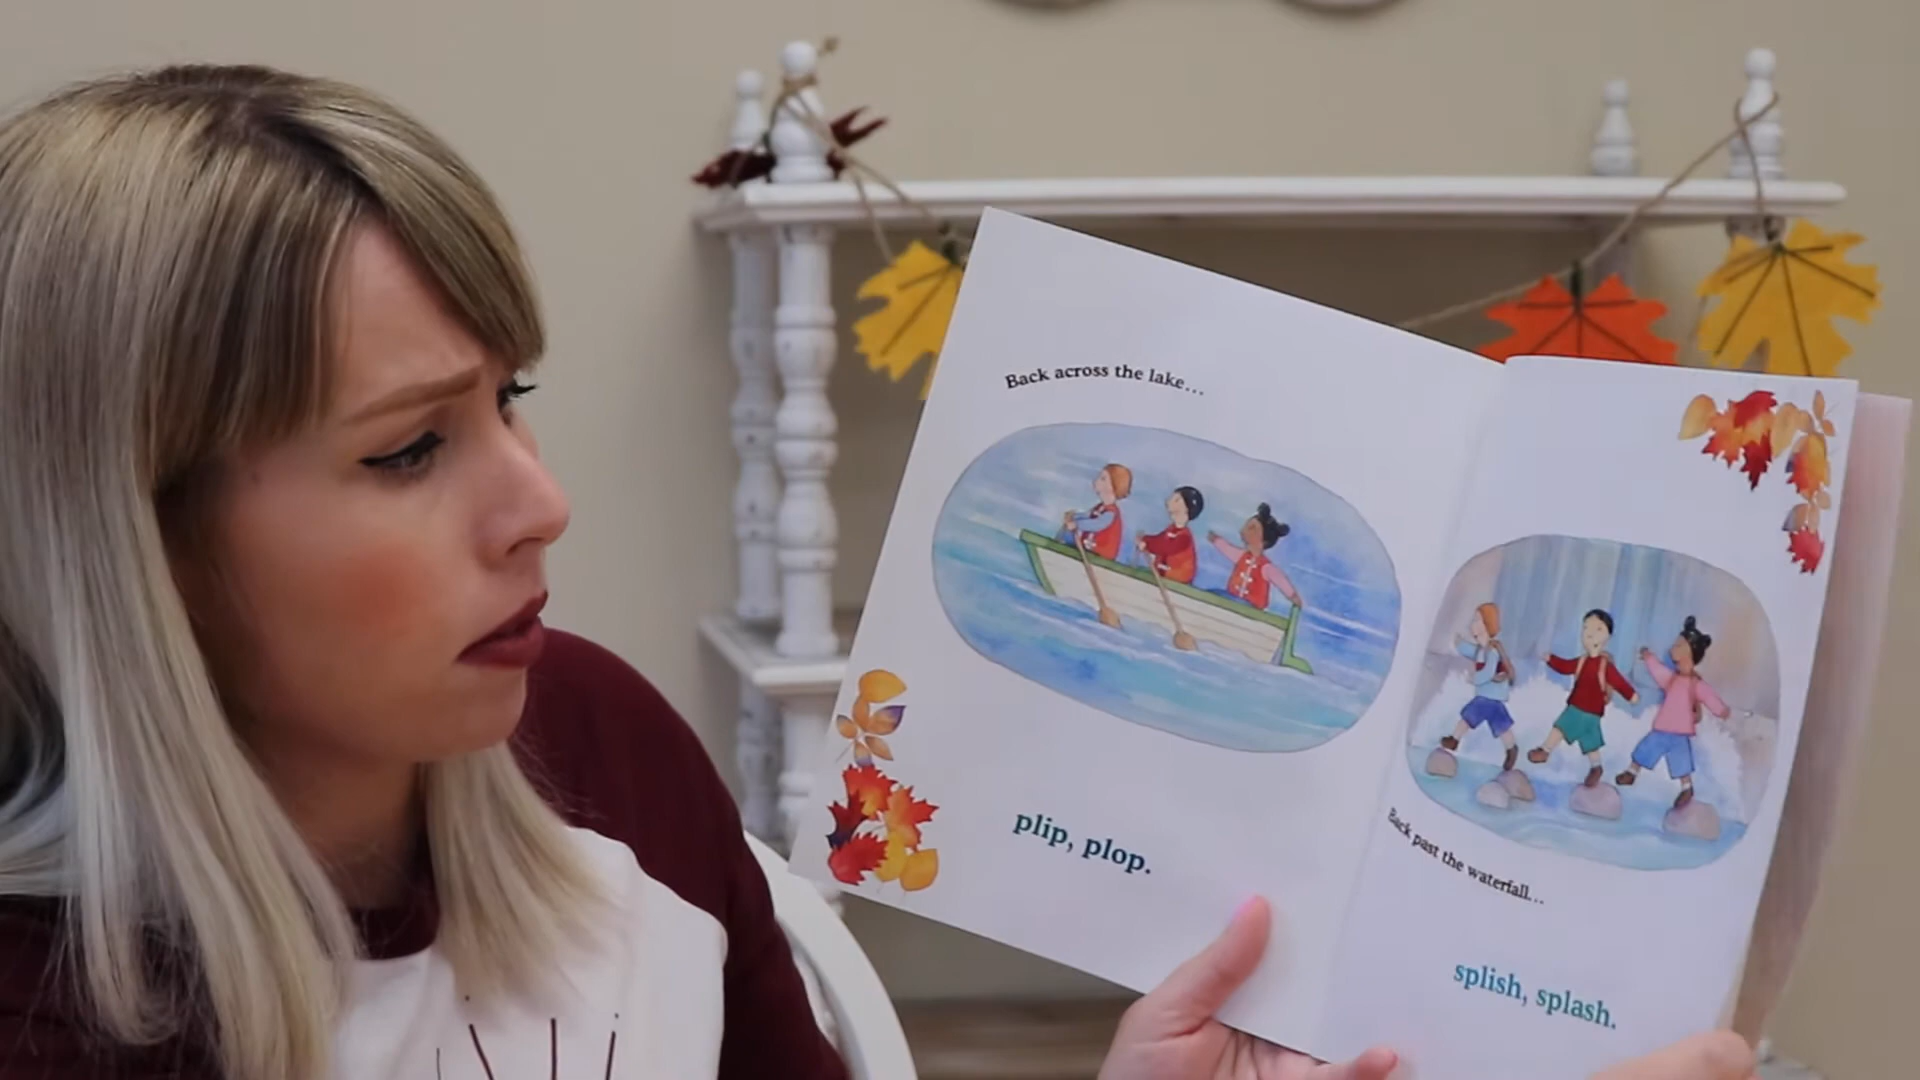 Back across the lake...
plip, plop.
Back past the waterfall...
splish, splash.